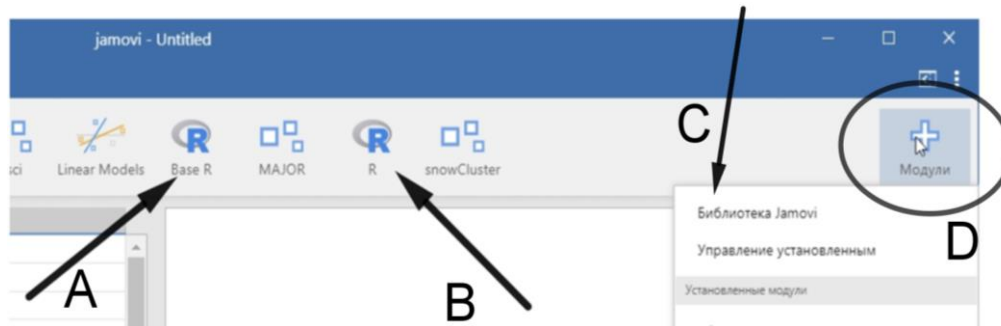 jamovi - Untitled
sci Linear Models Base R MAJOR R snowCluster Модули
C
Библиотека Jamovi
Управление установленным
D
Установленные модули
A
B